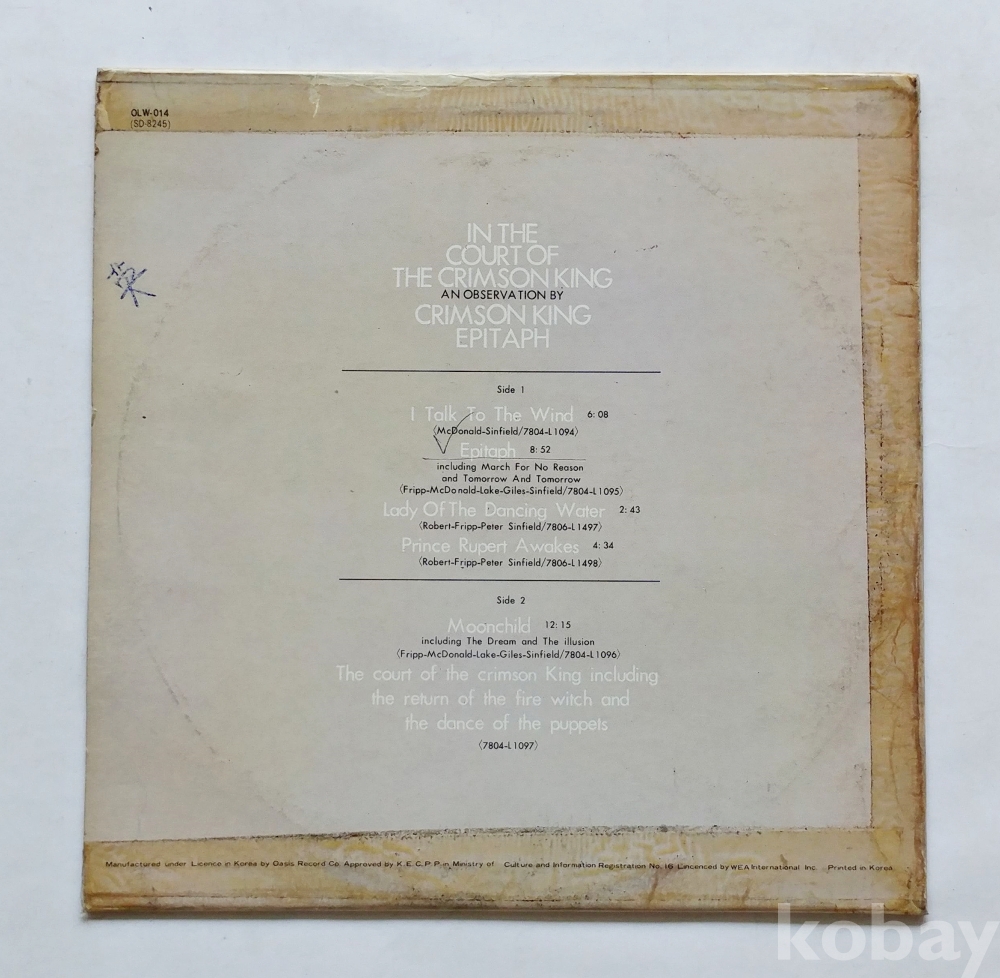 OLW-014
(SD-8245)
IN THE
COURT OF
THE CRIMSON KING
AN OBSERVATION BY
CRIMSON KING
EPITAPH
Side 1
I Talk To The Wind 6:08
(McDonald-Sinfield/7804-L1094)
Epitaph 8:52
including March For No Reason
and Tomorrow And Tomorrow
(Fripp-McDonald-Lake-Giles-Sinfield/7804-L1095)
Lady Of The Dancing Water 2:43
(Robert-Fripp-Peter Sinfield/7806-L1497)
Prince Rupert Awakes 4:34
(Robert-Fripp-Peter Sinfield/7806-L1498)
Side 2
Moonchild 12:15
including The Dream and The illusion
(Fripp-McDonald-Lake-Giles-Sinfield/7804-L1096)
The court of the crimson King including
the return of the fire witch and
the dance of the puppets
(7804-L1097)
Manufactured under Licence in Korea by Oasis Record Co. Approved by K.E.C.P.P. in Ministry of Culture and Information Registration No. 16 Lincenced by WEA International Inc. Printed in Korea
kobay